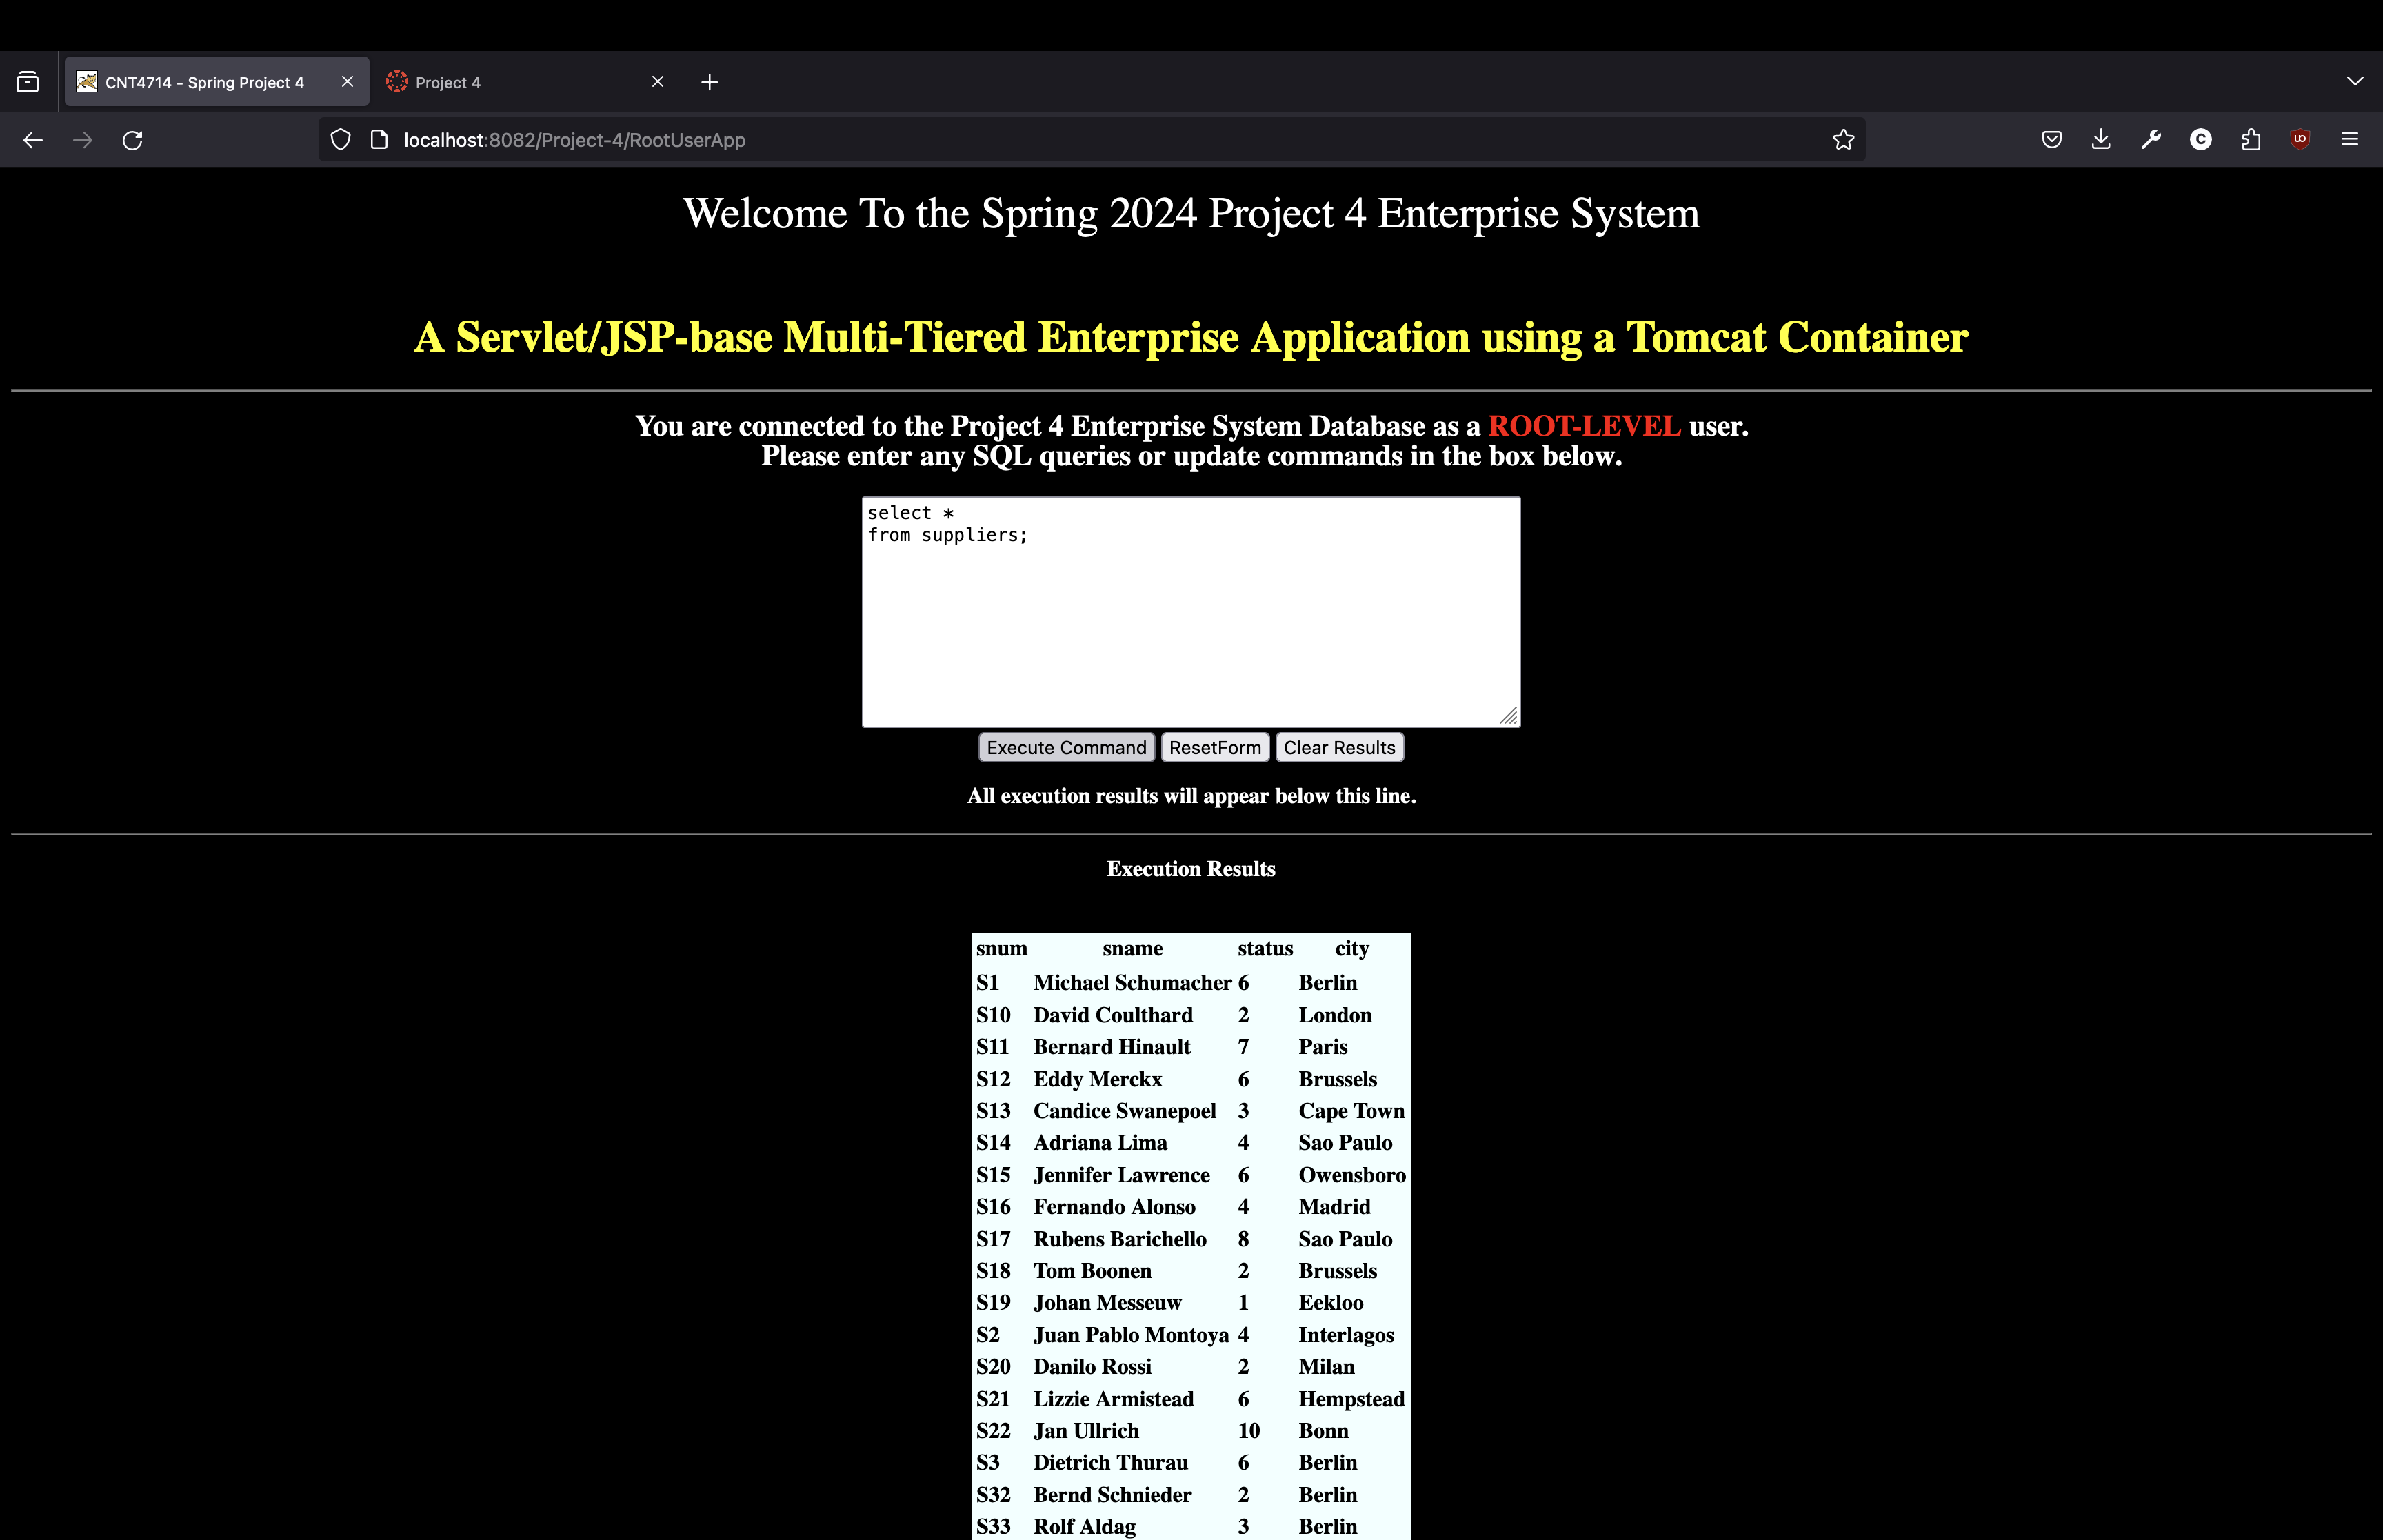 CNT4714 - Spring Project 4
Project 4
localhost:8082/Project-4/RootUserApp
Welcome To the Spring 2024 Project 4 Enterprise System
A Servlet/JSP-base Multi-Tiered Enterprise Application using a Tomcat Container
You are connected to the Project 4 Enterprise System Database as a ROOT-LEVEL user.
Please enter any SQL queries or update commands in the box below.
select *
from suppliers;
Execute Command ResetForm Clear Results
All execution results will appear below this line.
Execution Results
snum sname status city
S1 Michael Schumacher 6 Berlin
S10 David Coulthard 2 London
S11 Bernard Hinault 7 Paris
S12 Eddy Merckx 6 Brussels
S13 Candice Swanepoel 3 Cape Town
S14 Adriana Lima 4 Sao Paulo
S15 Jennifer Lawrence 6 Owensboro
S16 Fernando Alonso 4 Madrid
S17 Rubens Barichello 8 Sao Paulo
S18 Tom Boonen 2 Brussels
S19 Johan Messeuw 1 Eekloo
S2 Juan Pablo Montoya 4 Interlagos
S20 Danilo Rossi 2 Milan
S21 Lizzie Armistead 6 Hempstead
S22 Jan Ullrich 10 Bonn
S3 Dietrich Thurau 6 Berlin
S32 Bernd Schnieder 2 Berlin
S33 Rolf Aldag 3 Berlin